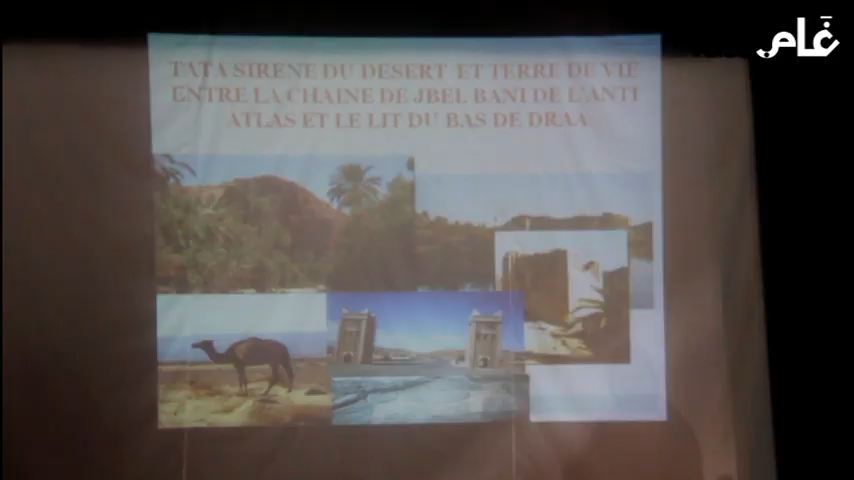 غام
TATA SIRENE DU DESERT ET TERRE DE VIE
ENTRE LA CHAINE DE JBEL BANI DE L'ANTI
ATLAS ET LE LIT DU BAS DE DRAA